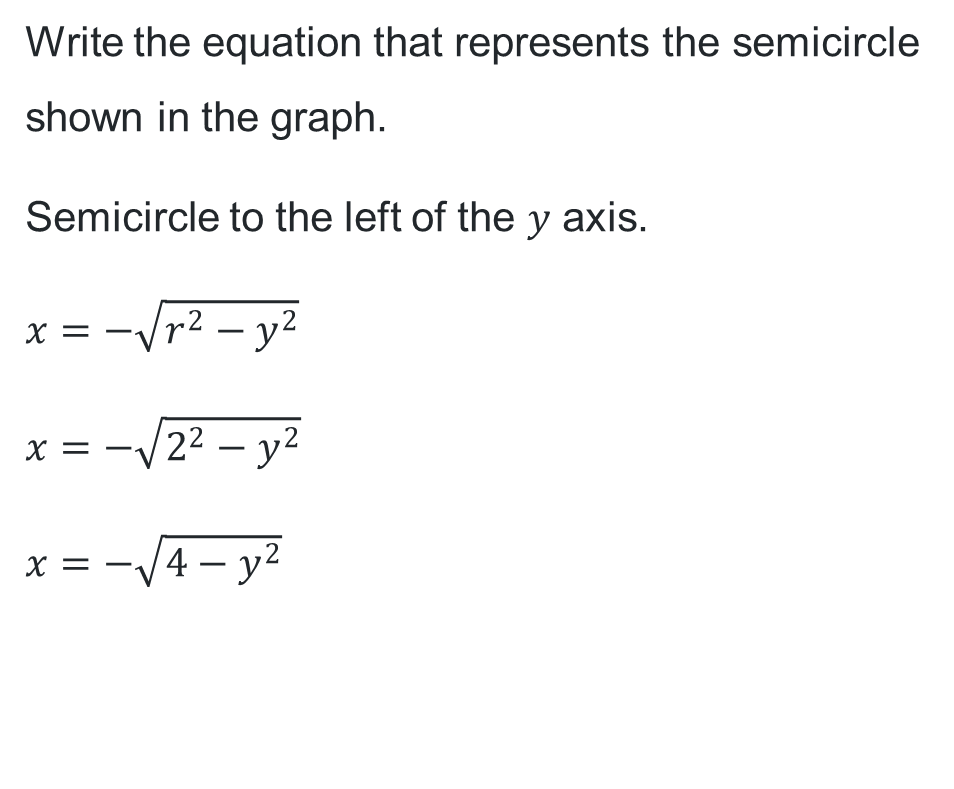 Write the equation that represents the semicircle
shown in the graph.
Semicircle to the left of the y axis.
x = −√(r² − y²)
x = −√(2² − y²)
x = −√(4 − y²)